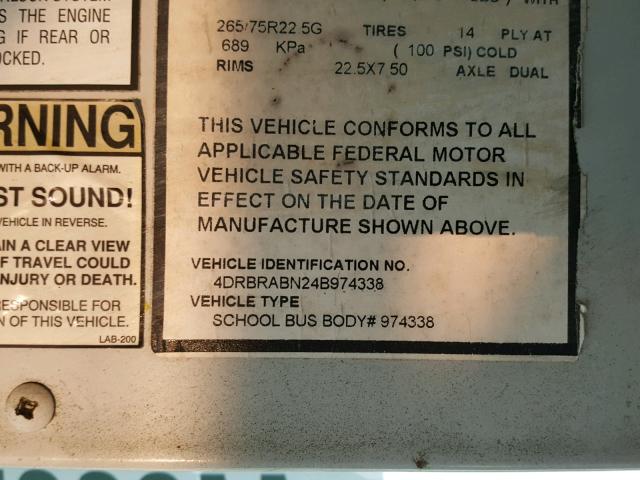 THE ENGINE
IF REAR OR
OCKED.
RNING
WITH A BACK-UP ALARM.
ST SOUND!
VEHICLE IN REVERSE.
AIN A CLEAR VIEW
F TRAVEL COULD
INJURY OR DEATH.
RESPONSIBLE FOR
N OF THIS VEHICLE.
LAB-200
265/75R22 5G TIRES 14 PLY AT
689 KPa ( 100 PSI) COLD
RIMS 22.5X7 50 AXLE DUAL
THIS VEHICLE CONFORMS TO ALL
APPLICABLE FEDERAL MOTOR
VEHICLE SAFETY STANDARDS IN
EFFECT ON THE DATE OF
MANUFACTURE SHOWN ABOVE.
VEHICLE IDENTIFICATION NO.
4DRBRABN24B974338
VEHICLE TYPE
SCHOOL BUS BODY# 974338